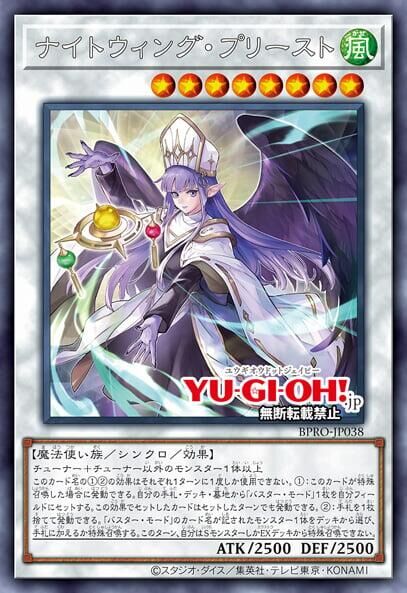 ナイトウィング・プリースト
風
ユウギオウドットジェイピー
YU-GI-OH!.jp
無断転載禁止
BPRO-JP038
【魔法使い族/シンクロ/効果】
チューナー+チューナー以外のモンスター1体以上
このカード名の①②の効果はそれぞれ1ターンに1度しか使用できない。①:このカードが特殊
召喚した場合に発動できる。自分の手札・デッキ・墓地から「バスター・モード」1枚を自分フィー
ルドにセットする。この効果でセットしたカードはセットしたターンでも発動できる。②:手札を1枚
捨てて発動できる。「バスター・モード」のカード名が記されたモンスター1体をデッキから選び、
手札に加えるか特殊召喚する。このターン、自分はSモンスターしかEXデッキから特殊召喚できない。
ATK/2500 DEF/2500
©スタジオ・ダイス/集英社・テレビ東京・KONAMI